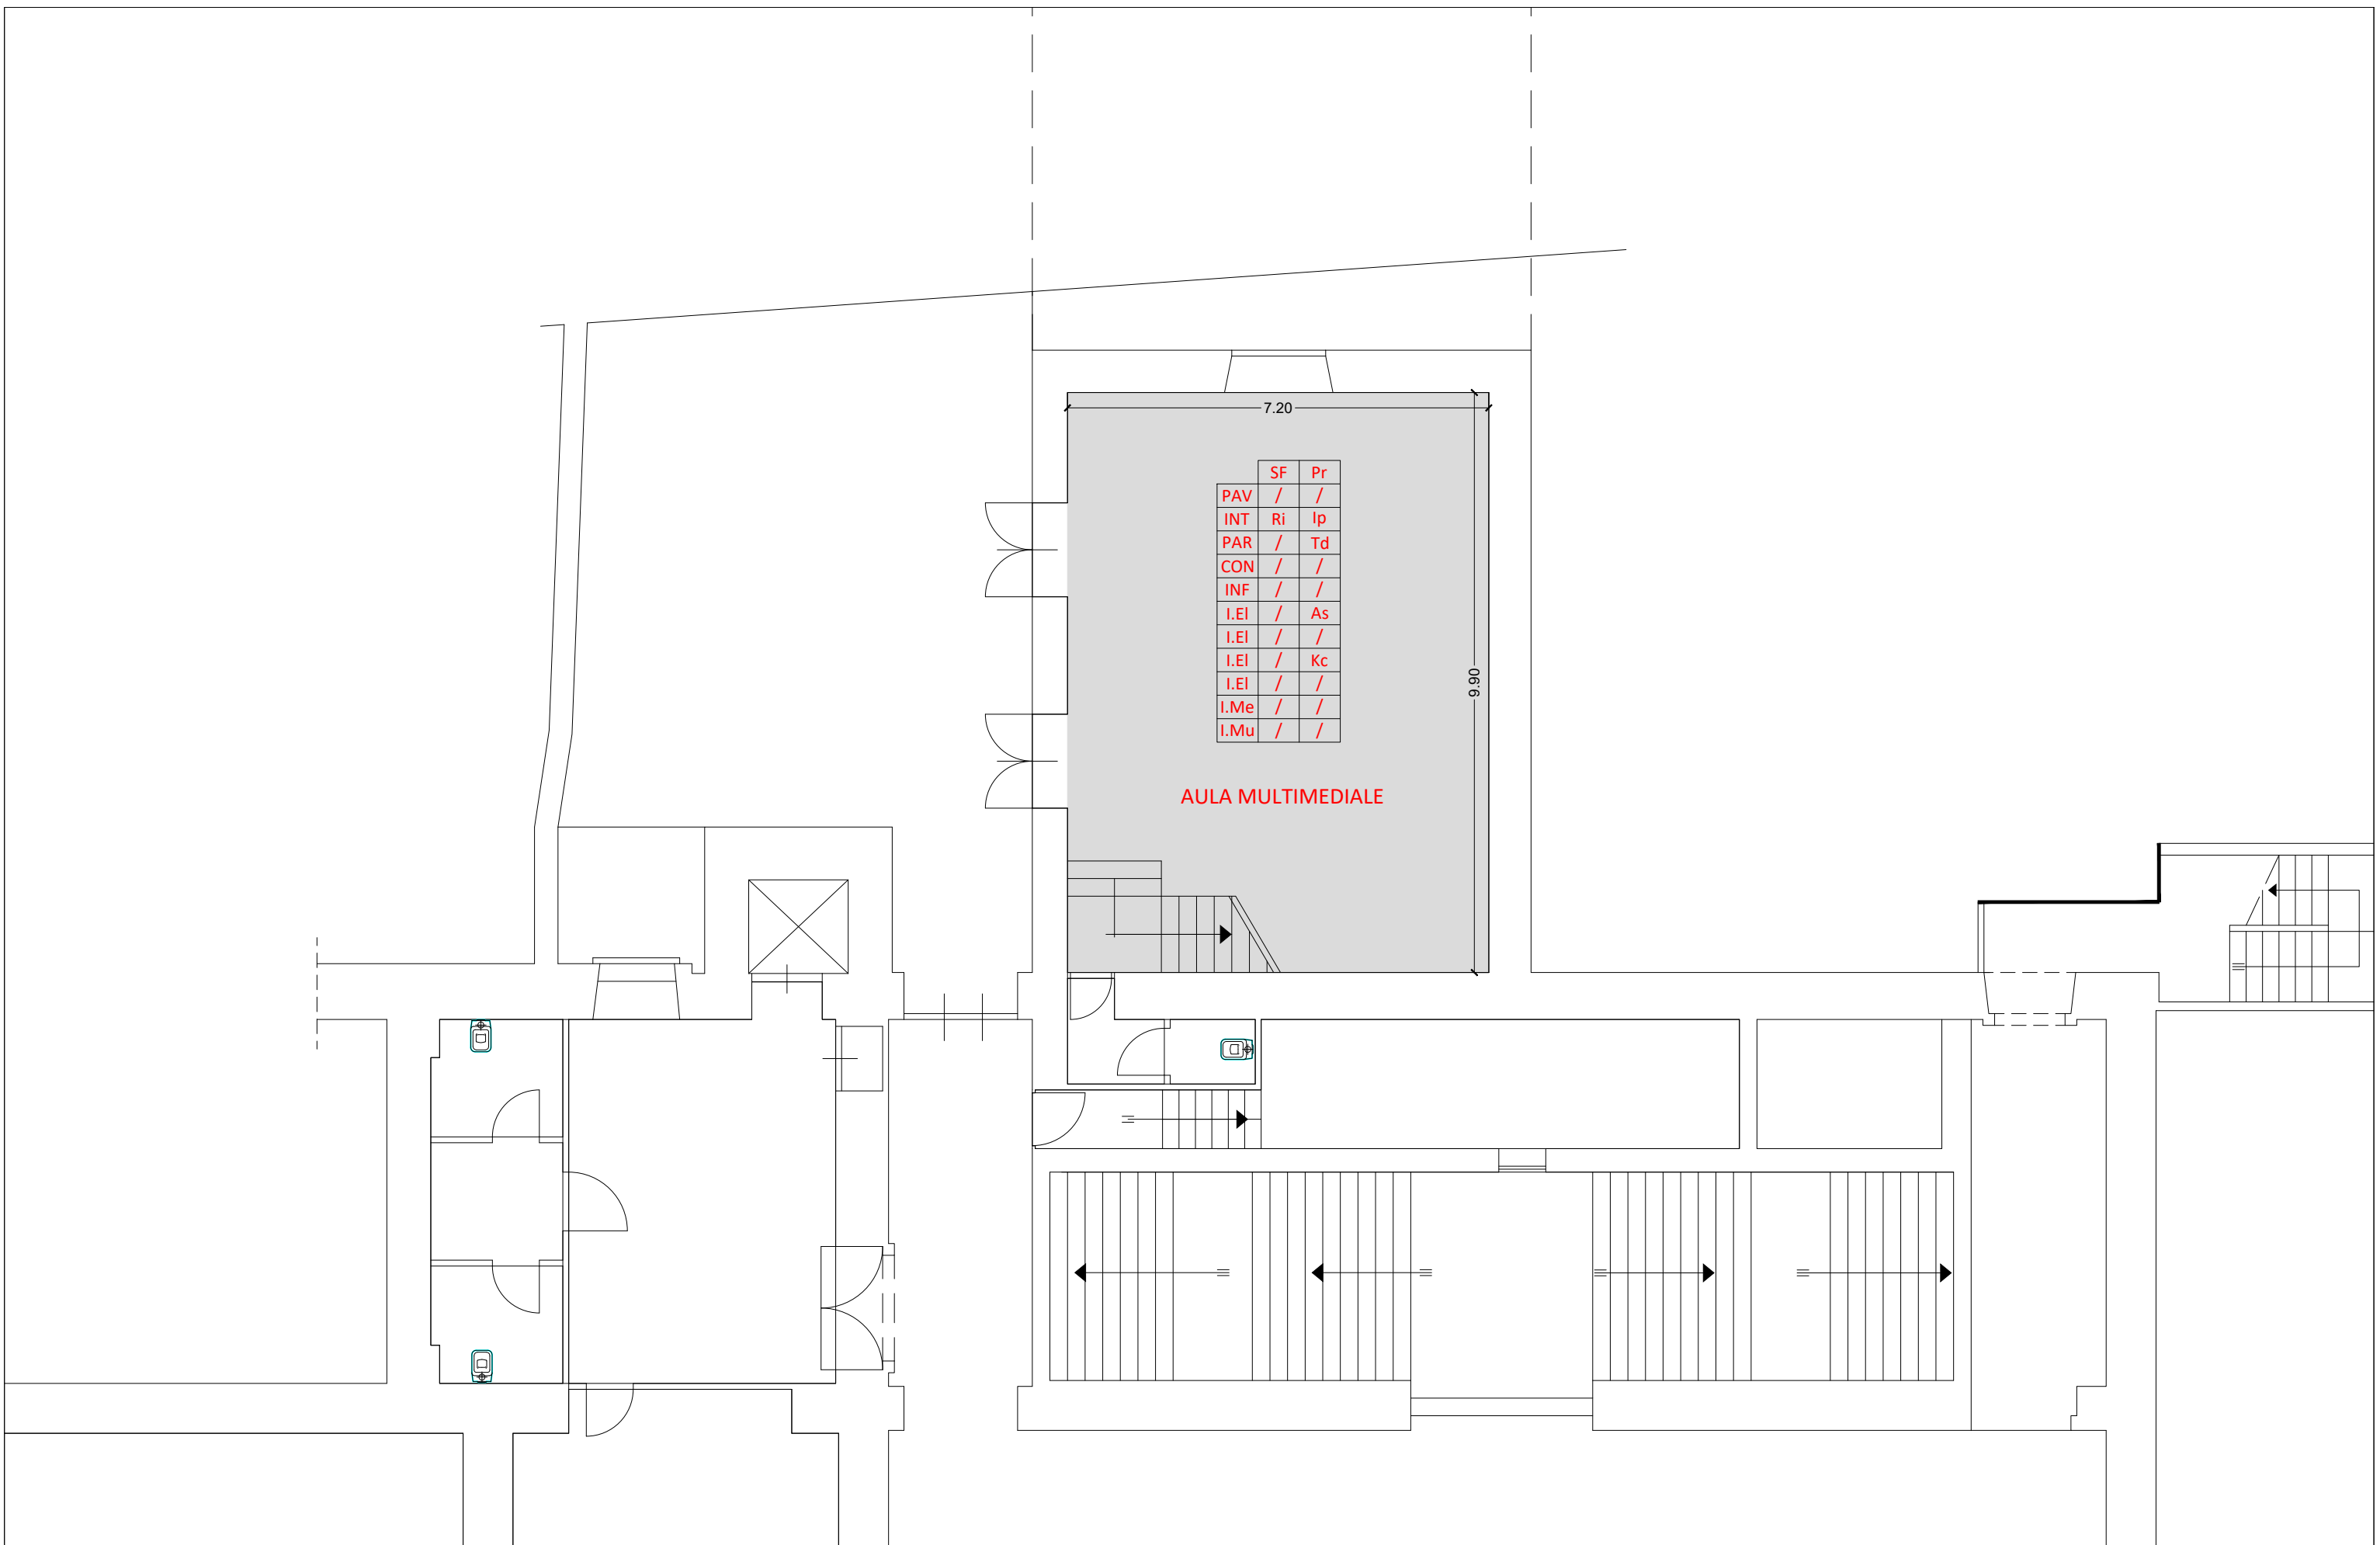 7.20
SF Pr
PAV / /
INT Ri Ip
PAR / Td
CON / /
INF / /
I.El / As
I.El / /
I.El / Kc
I.El / /
I.Me / /
I.Mu / /
9.90
AULA MULTIMEDIALE